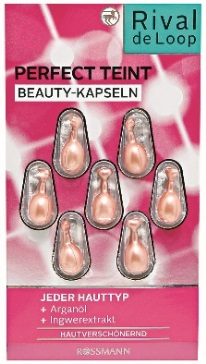 Rival
de Loop
PERFECT TEINT
BEAUTY-KAPSELN
JEDER HAUTTYP
+ Arganöl
+ Ingwerextrakt
HAUTVERSCHÖNERND
ROSSMANN